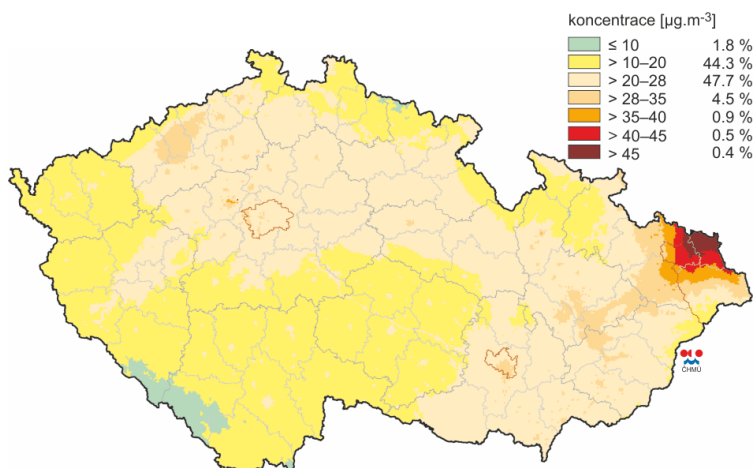 koncentrace [µg.m-3]
≤ 10 1.8 %
> 10–20 44.3 %
> 20–28 47.7 %
> 28–35 4.5 %
> 35–40 0.9 %
> 40–45 0.5 %
> 45 0.4 %
ČHMÚ